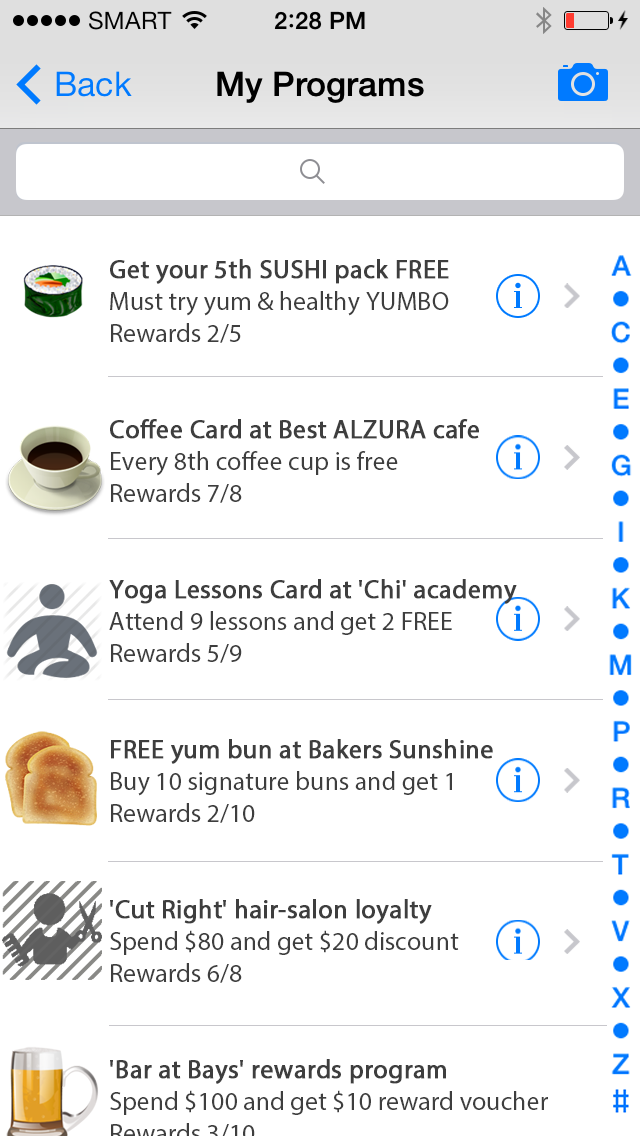 SMART 2:28 PM
Back My Programs
Get your 5th SUSHI pack FREE
Must try yum & healthy YUMBO
Rewards 2/5
Coffee Card at Best ALZURA cafe
Every 8th coffee cup is free
Rewards 7/8
Yoga Lessons Card at 'Chi' academy
Attend 9 lessons and get 2 FREE
Rewards 5/9
FREE yum bun at Bakers Sunshine
Buy 10 signature buns and get 1
Rewards 2/10
'Cut Right' hair-salon loyalty
Spend $80 and get $20 discount
Rewards 6/8
'Bar at Bays' rewards program
Spend $100 and get $10 reward voucher
Rewards 3/10
A
C
E
G
I
K
M
P
R
T
V
X
Z
#